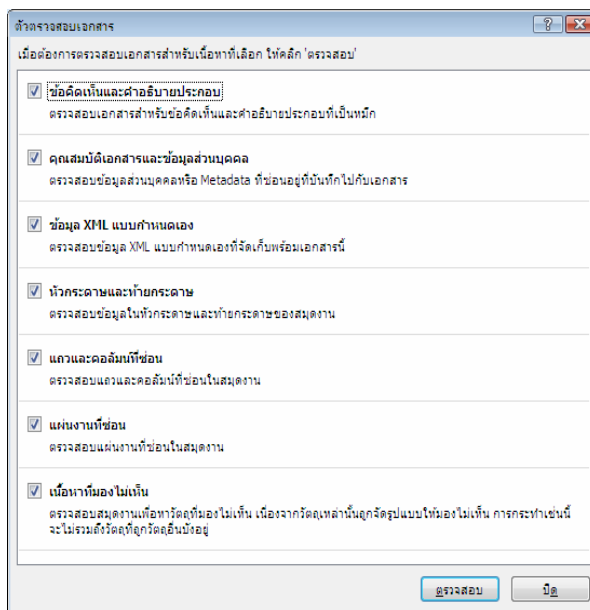 ตัวตรวจสอบเอกสาร
เมื่อต้องการตรวจสอบเอกสารสำหรับเนื้อหาที่เลือก ให้คลิก 'ตรวจสอบ'
ข้อคิดเห็นและคำอธิบายประกอบ
ตรวจสอบเอกสารสำหรับข้อคิดเห็นและคำอธิบายประกอบที่เป็นหมึก
คุณสมบัติเอกสารและข้อมูลส่วนบุคคล
ตรวจสอบข้อมูลส่วนบุคคลหรือ Metadata ที่ซ่อนอยู่ที่บันทึกไปกับเอกสาร
ข้อมูล XML แบบกำหนดเอง
ตรวจสอบข้อมูล XML แบบกำหนดเองที่จัดเก็บพร้อมเอกสารนี้
หัวกระดาษและท้ายกระดาษ
ตรวจสอบข้อมูลในหัวกระดาษและท้ายกระดาษของสมุดงาน
แถวและคอลัมน์ที่ซ่อน
ตรวจสอบแถวและคอลัมน์ที่ซ่อนในสมุดงาน
แผ่นงานที่ซ่อน
ตรวจสอบแผ่นงานที่ซ่อนในสมุดงาน
เนื้อหาที่มองไม่เห็น
ตรวจสอบสมุดงานเพื่อหาวัตถุที่มองไม่เห็น เนื่องจากวัตถุเหล่านั้นถูกจัดรูปแบบให้มองไม่เห็น การกระทำเช่นนี้
จะไม่รวมถึงวัตถุที่ถูกวัตถุอื่นบังอยู่
ตรวจสอบ ปิด